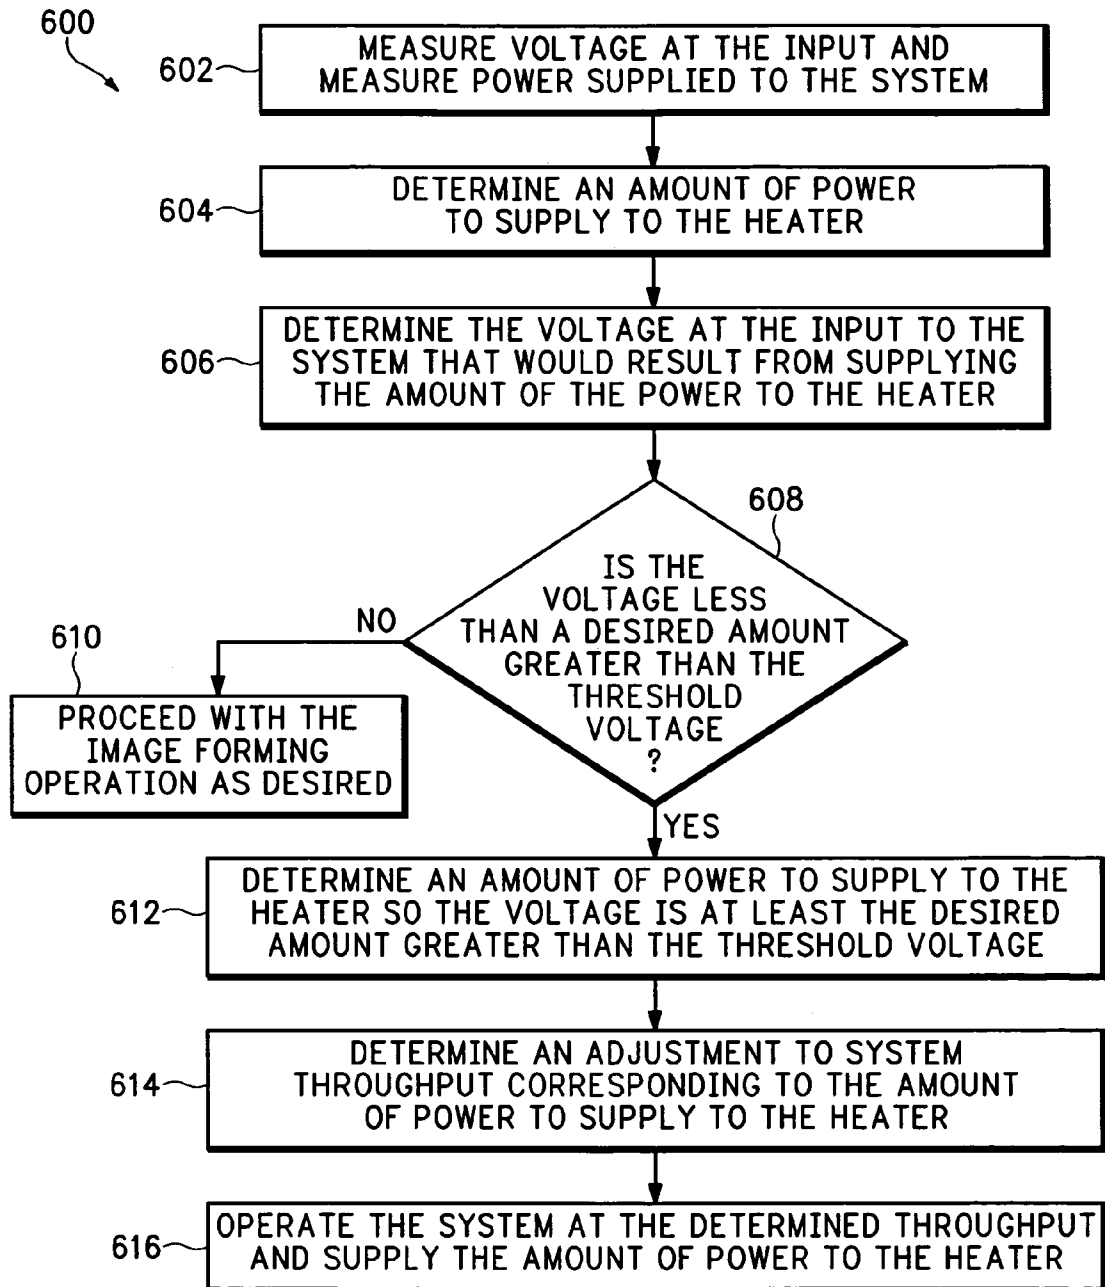 600
602
MEASURE VOLTAGE AT THE INPUT AND
MEASURE POWER SUPPLIED TO THE SYSTEM
604
DETERMINE AN AMOUNT OF POWER
TO SUPPLY TO THE HEATER
606
DETERMINE THE VOLTAGE AT THE INPUT TO THE
SYSTEM THAT WOULD RESULT FROM SUPPLYING
THE AMOUNT OF THE POWER TO THE HEATER
608
IS THE
VOLTAGE LESS
THAN A DESIRED AMOUNT
GREATER THAN THE
THRESHOLD
VOLTAGE
?
NO
610
PROCEED WITH THE
IMAGE FORMING
OPERATION AS DESIRED
YES
612
DETERMINE AN AMOUNT OF POWER TO SUPPLY TO THE
HEATER SO THE VOLTAGE IS AT LEAST THE DESIRED
AMOUNT GREATER THAN THE THRESHOLD VOLTAGE
614
DETERMINE AN ADJUSTMENT TO SYSTEM
THROUGHPUT CORRESPONDING TO THE AMOUNT
OF POWER TO SUPPLY TO THE HEATER
616
OPERATE THE SYSTEM AT THE DETERMINED THROUGHPUT
AND SUPPLY THE AMOUNT OF POWER TO THE HEATER